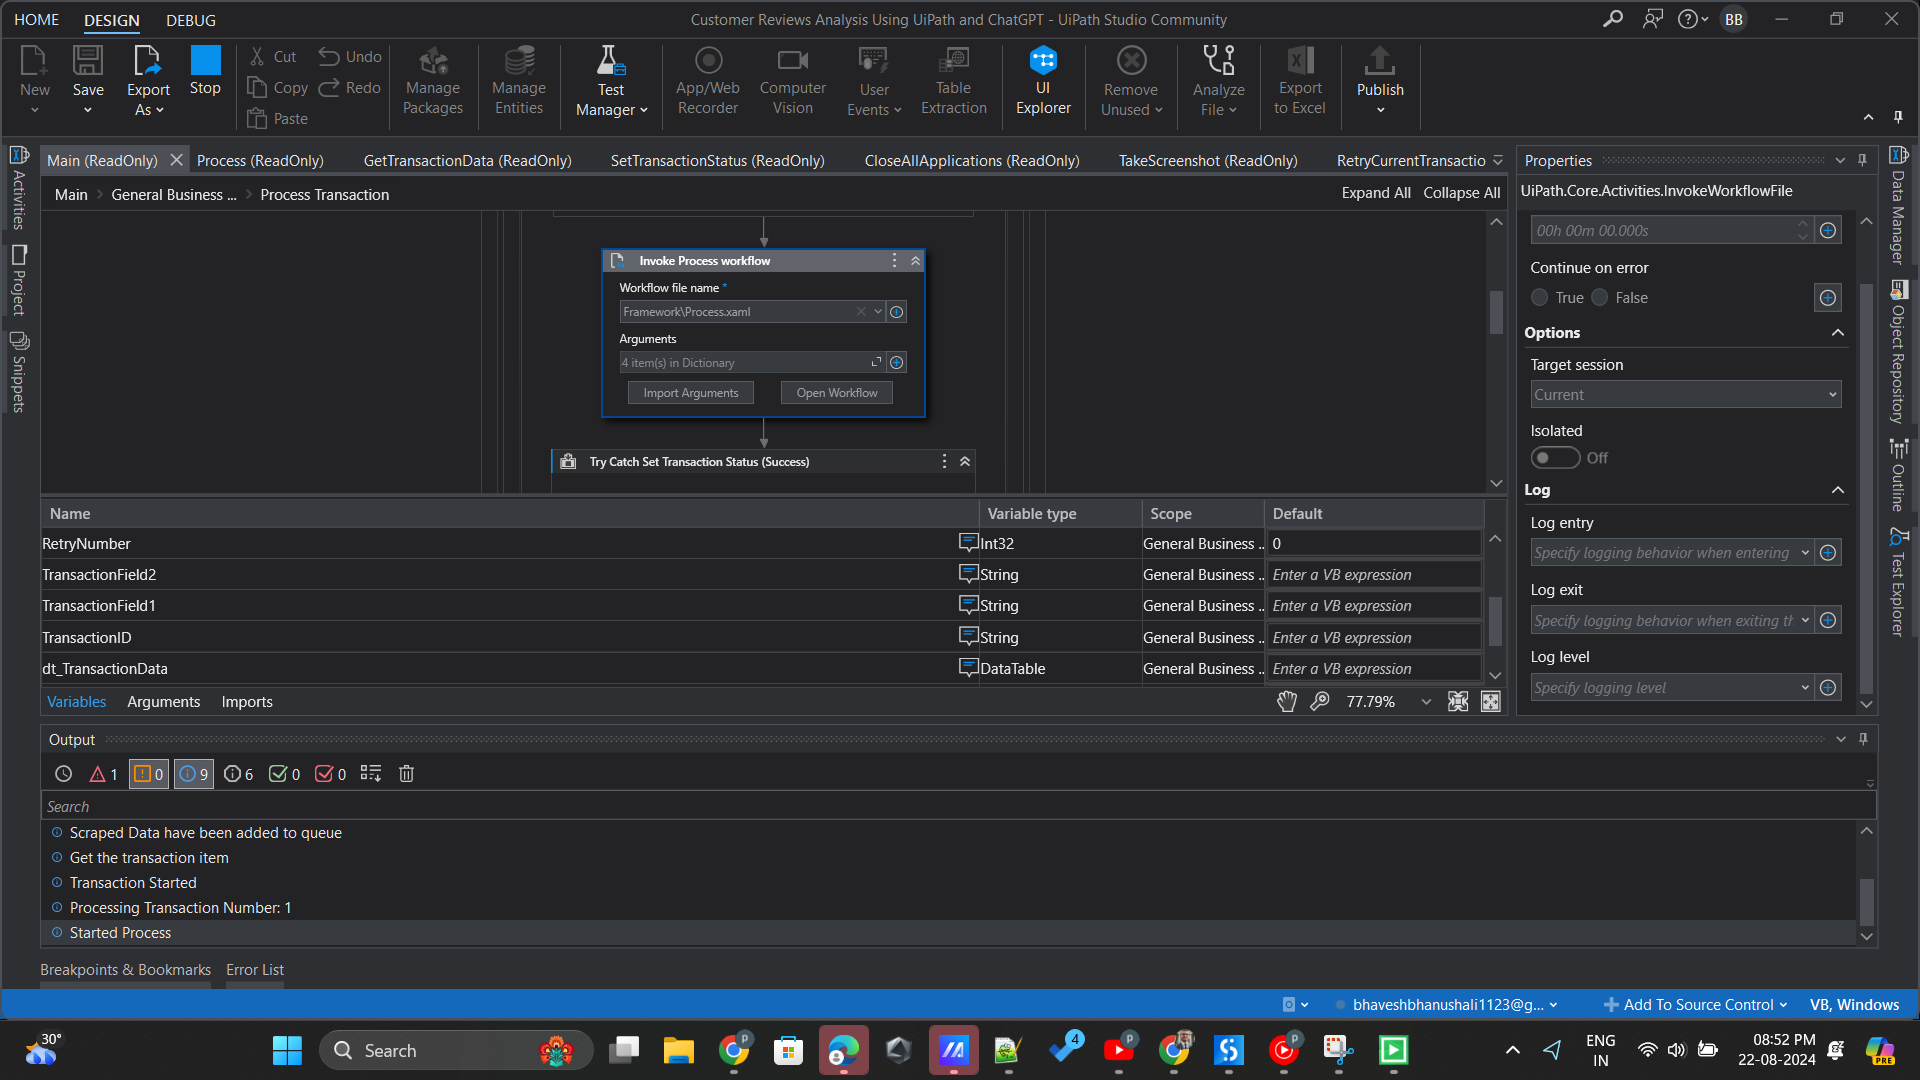 HOME
DESIGN
DEBUG
Customer Reviews Analysis Using UiPath and ChatGPT - UiPath Studio Community
BB
New
Save
Export As
Stop
Cut
Copy
Paste
Undo
Redo
Manage Packages
Manage Entities
Test Manager
App/Web Recorder
Computer Vision
User Events
Table Extraction
UI Explorer
Remove Unused
Analyze File
Export to Excel
Publish
Activities
Project
Snippets
Main (ReadOnly)
Process (ReadOnly)
GetTransactionData (ReadOnly)
SetTransactionStatus (ReadOnly)
CloseAllApplications (ReadOnly)
TakeScreenshot (ReadOnly)
RetryCurrentTransactio
Main
General Business ...
Process Transaction
Expand All
Collapse All
Invoke Process workflow
Workflow file name *
Framework\Process.xaml
Arguments
4 item(s) in Dictionary
Import Arguments
Open Workflow
Try Catch Set Transaction Status (Success)
Name Variable type Scope Default
RetryNumber Int32 General Business .. 0
TransactionField2 String General Business .. Enter a VB expression
TransactionField1 String General Business .. Enter a VB expression
TransactionID String General Business .. Enter a VB expression
dt_TransactionData DataTable General Business .. Enter a VB expression
Variables
Arguments
Imports
77.79%
Properties
UiPath.Core.Activities.InvokeWorkflowFile
00h 00m 00.000s
Continue on error
True
False
Options
Target session
Current
Isolated
Off
Log
Log entry
Specify logging behavior when entering
Log exit
Specify logging behavior when exiting th
Log level
Specify logging level
Data Manager
Object Repository
Outline
Test Explorer
Output
1
0
9
6
0
0
Search
Scraped Data have been added to queue
Get the transaction item
Transaction Started
Processing Transaction Number: 1
Started Process
Breakpoints & Bookmarks
Error List
bhaveshbhanushali1123@g...
Add To Source Control
VB, Windows
30°
Search
P
4
P
P
ENG
IN
08:52 PM
22-08-2024
PRE